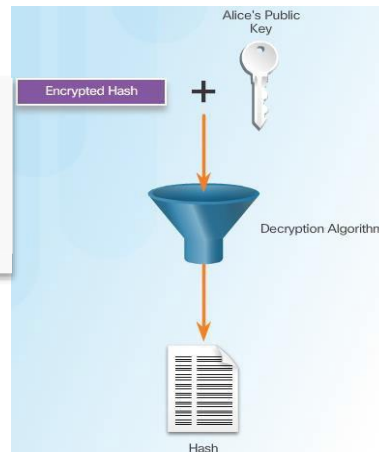 Alice's Public
Key
Encrypted Hash
+
Decryption Algorithm
Hash